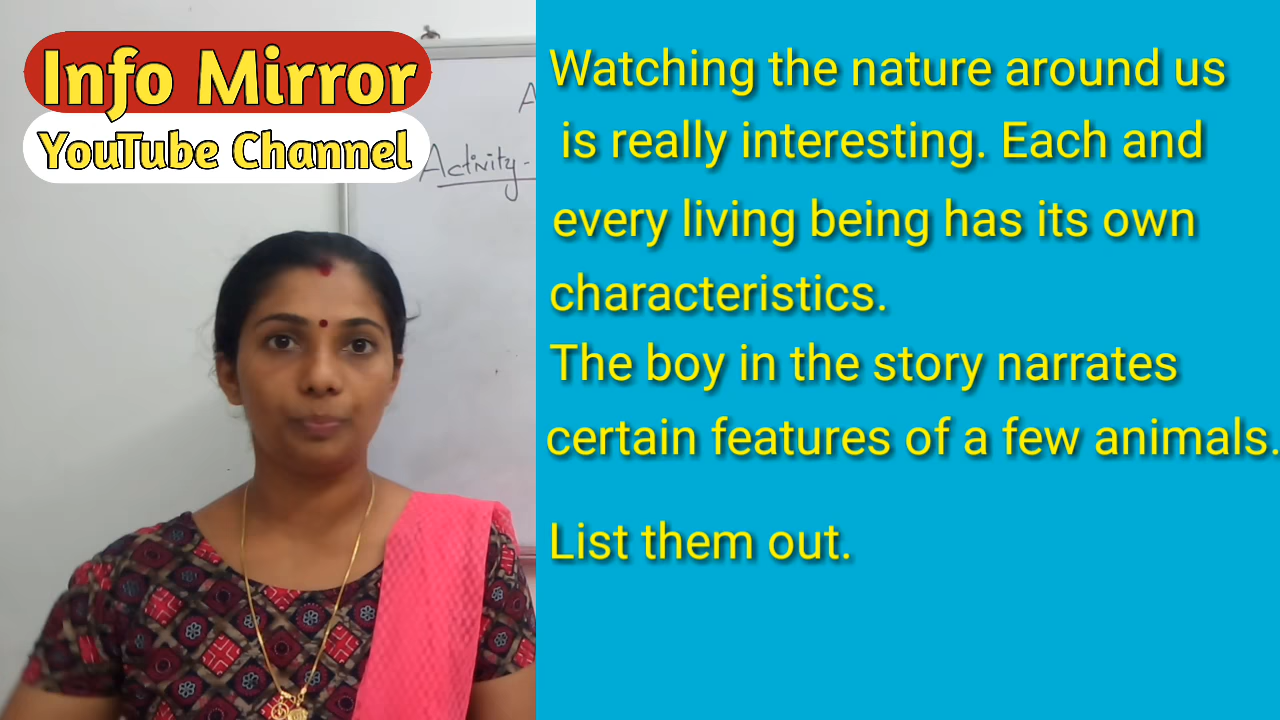 Info Mirror
YouTube Channel
A
Activity-
Watching the nature around us
is really interesting. Each and
every living being has its own
characteristics.
The boy in the story narrates
certain features of a few animals.
List them out.